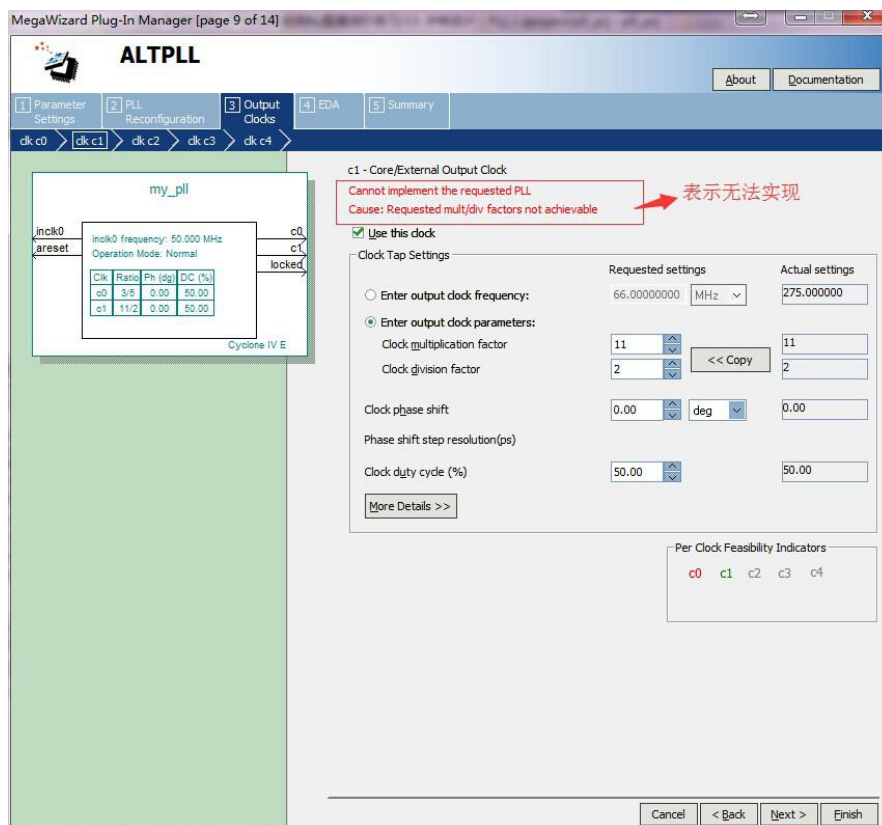 MegaWizard Plug-In Manager [page 9 of 14]
ALTPLL
About Documentation
1 Parameter Settings 2 PLL Reconfiguration 3 Output Clocks 4 EDA 5 Summary
clk c0 clk c1 clk c2 clk c3 clk c4
c1 - Core/External Output Clock
Cannot implement the requested PLL
Cause: Requested mult/div factors not achievable
表示无法实现
Use this clock
my_pll
inclk0
areset
inclk0 frequency: 50.000 MHz
Operation Mode: Normal
Clk Ratio Ph (dg) DC (%)
c0 3/5 0.00 50.00
c1 11/2 0.00 50.00
c0
c1
locked
Cyclone IV E
Clock Tap Settings
Requested settings Actual settings
Enter output clock frequency: 66.00000000 MHz 275.000000
Enter output clock parameters:
Clock multiplication factor 11 11
<< Copy
Clock division factor 2 2
Clock phase shift 0.00 deg 0.00
Phase shift step resolution(ps)
Clock duty cycle (%) 50.00 50.00
More Details >>
Per Clock Feasibility Indicators
c0 c1 c2 c3 c4
Cancel < Back Next > Finish